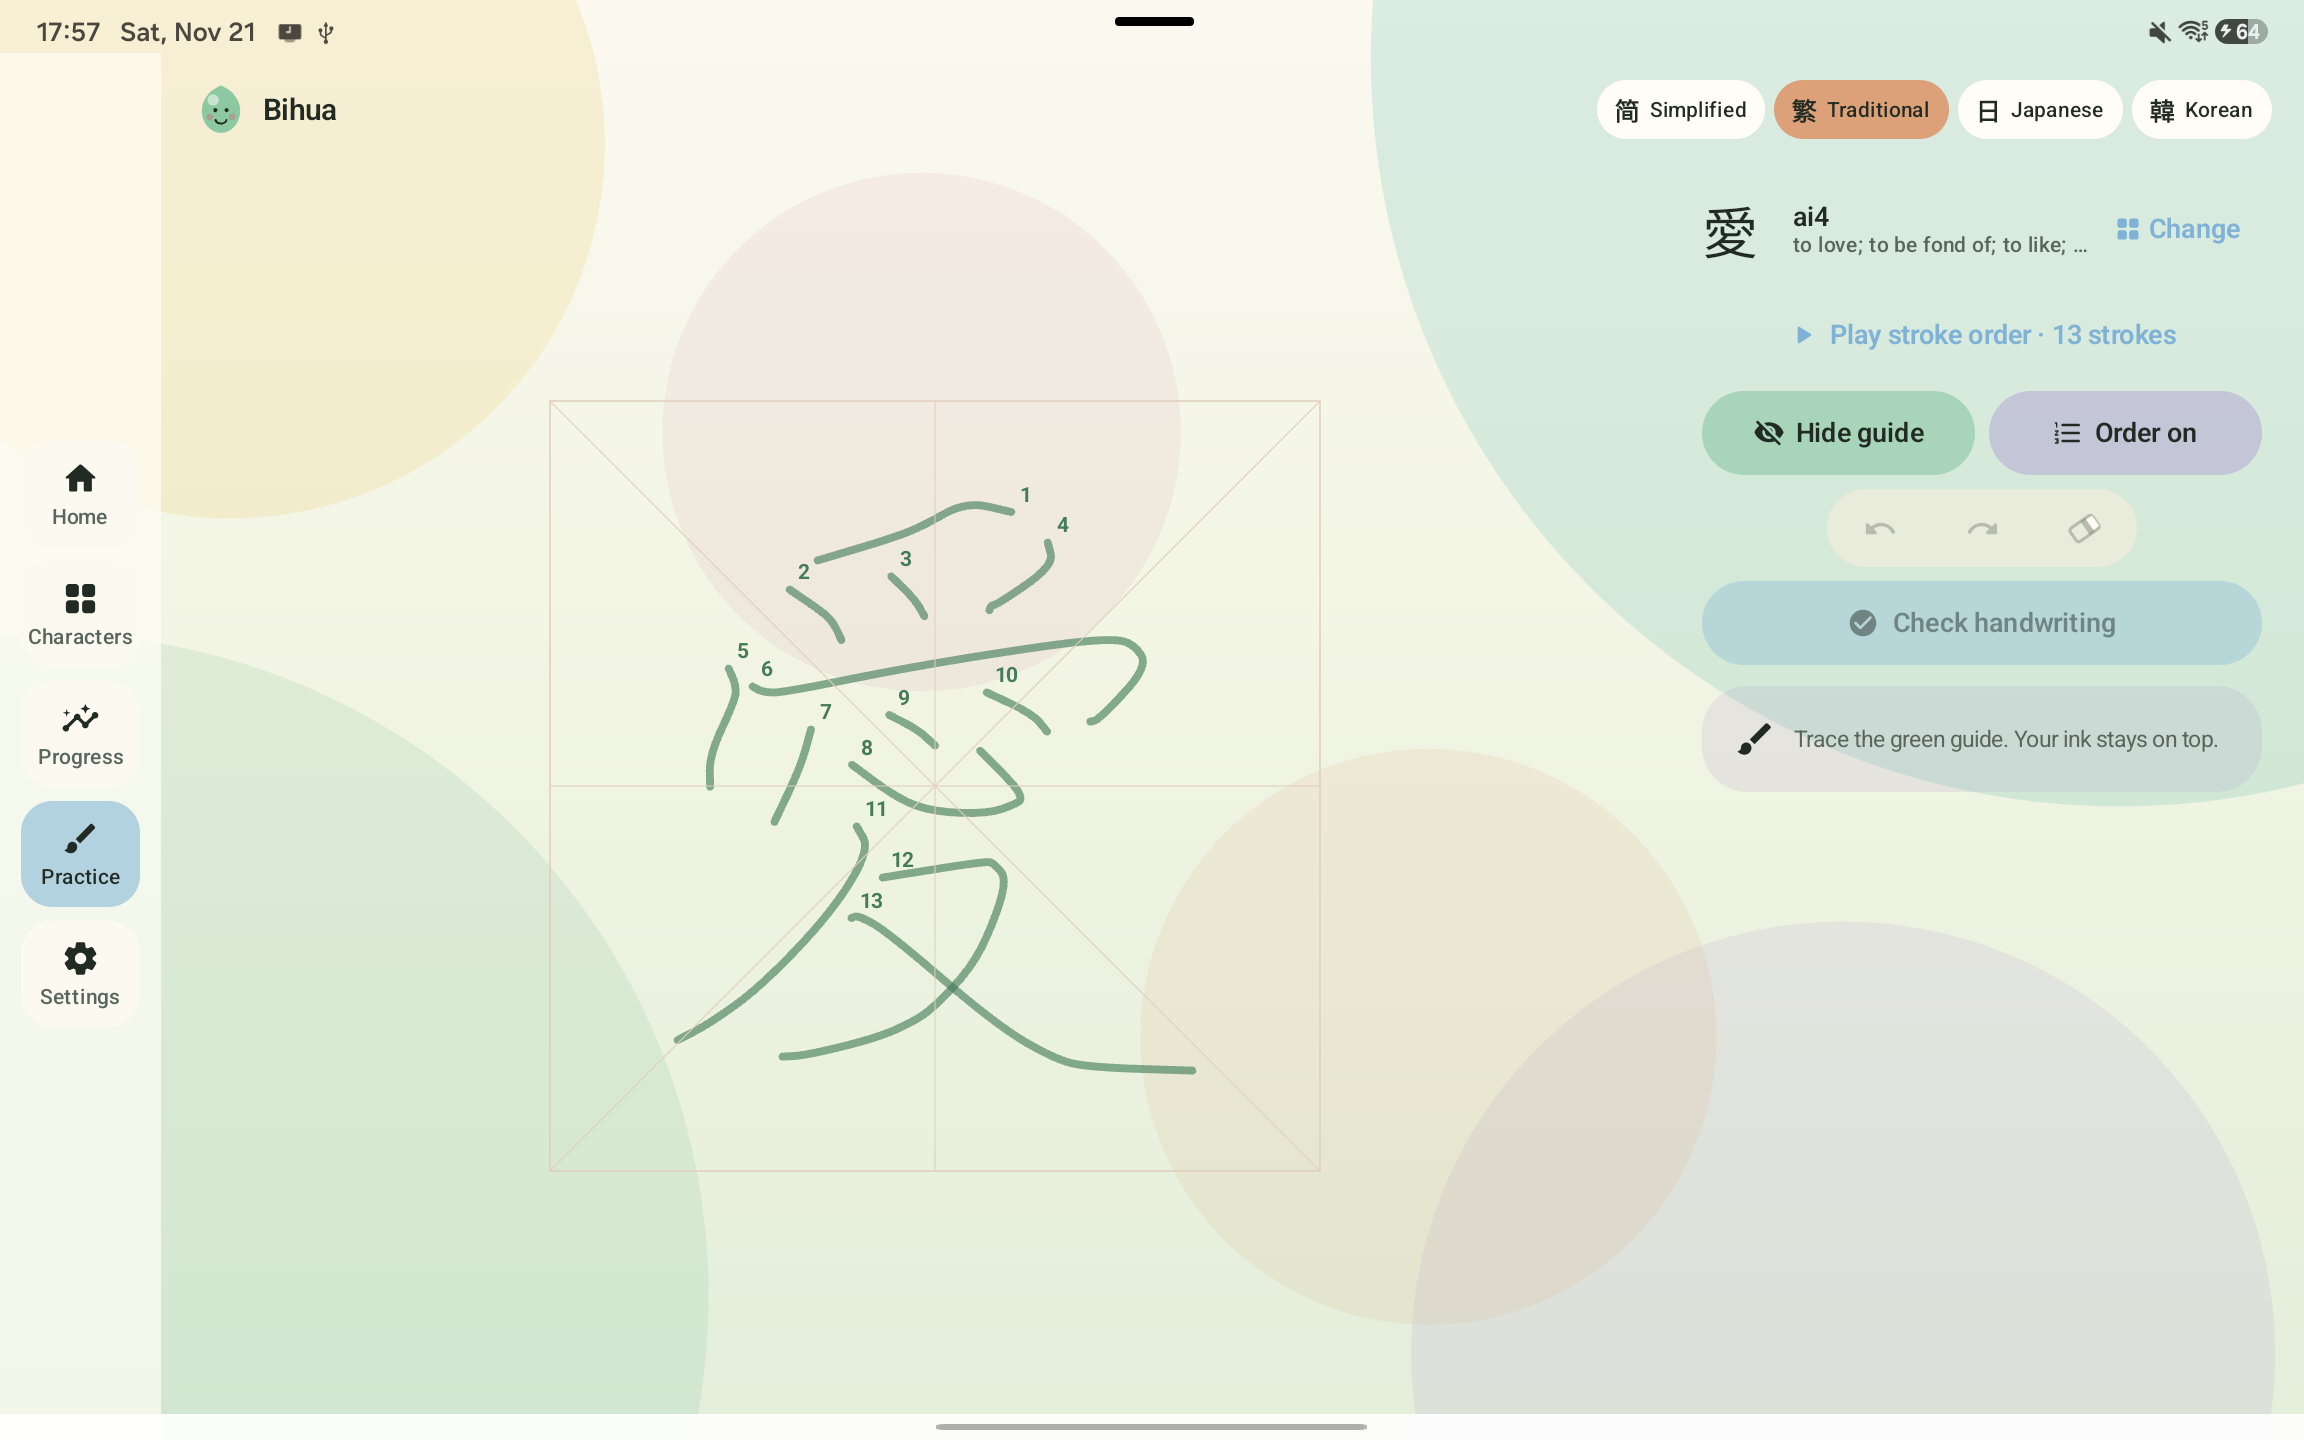 17:57 Sat, Nov 21
64
Bihua
简 Simplified
繁 Traditional
日 Japanese
韓 Korean
愛
ai4
to love; to be fond of; to like; ...
Change
Play stroke order · 13 strokes
Hide guide
Order on
Check handwriting
Trace the green guide. Your ink stays on top.
Home
Characters
Progress
Practice
Settings
1
4
3
2
5
6
10
9
7
8
11
12
13